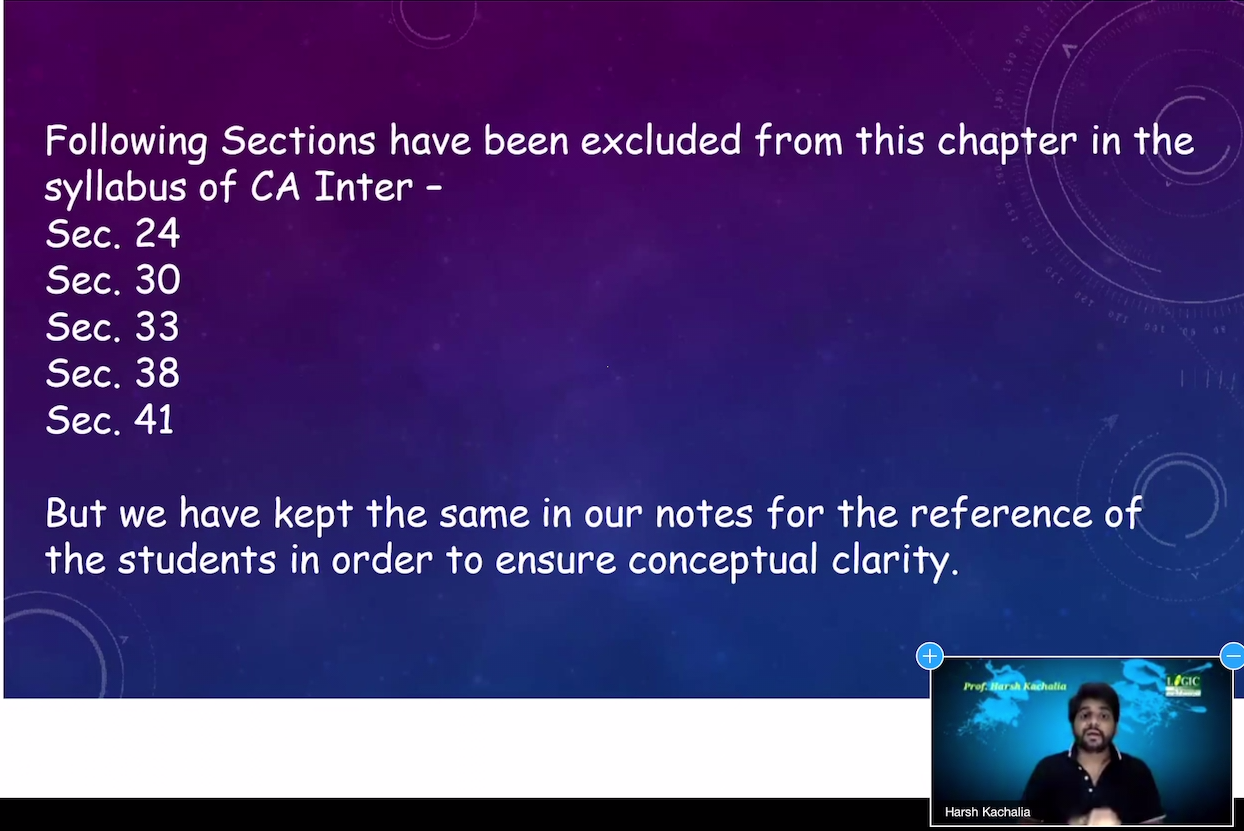 Following Sections have been excluded from this chapter in the
syllabus of CA Inter –
Sec. 24
Sec. 30
Sec. 33
Sec. 38
Sec. 41
But we have kept the same in our notes for the reference of
the students in order to ensure conceptual clarity.
Prof. Harsh Kachalia
LOGIC
Harsh Kachalia